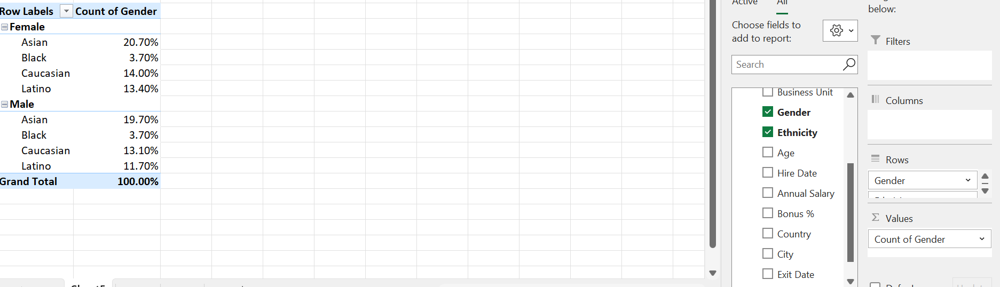 Row Labels Count of Gender
Female
Asian 20.70%
Black 3.70%
Caucasian 14.00%
Latino 13.40%
Male
Asian 19.70%
Black 3.70%
Caucasian 13.10%
Latino 11.70%
Grand Total 100.00%
Active All
Choose fields to
add to report:
Search
Business Unit
Gender
Ethnicity
Age
Hire Date
Annual Salary
Bonus %
Country
City
Exit Date
below:
Filters
Columns
Rows
Gender
Values
Count of Gender